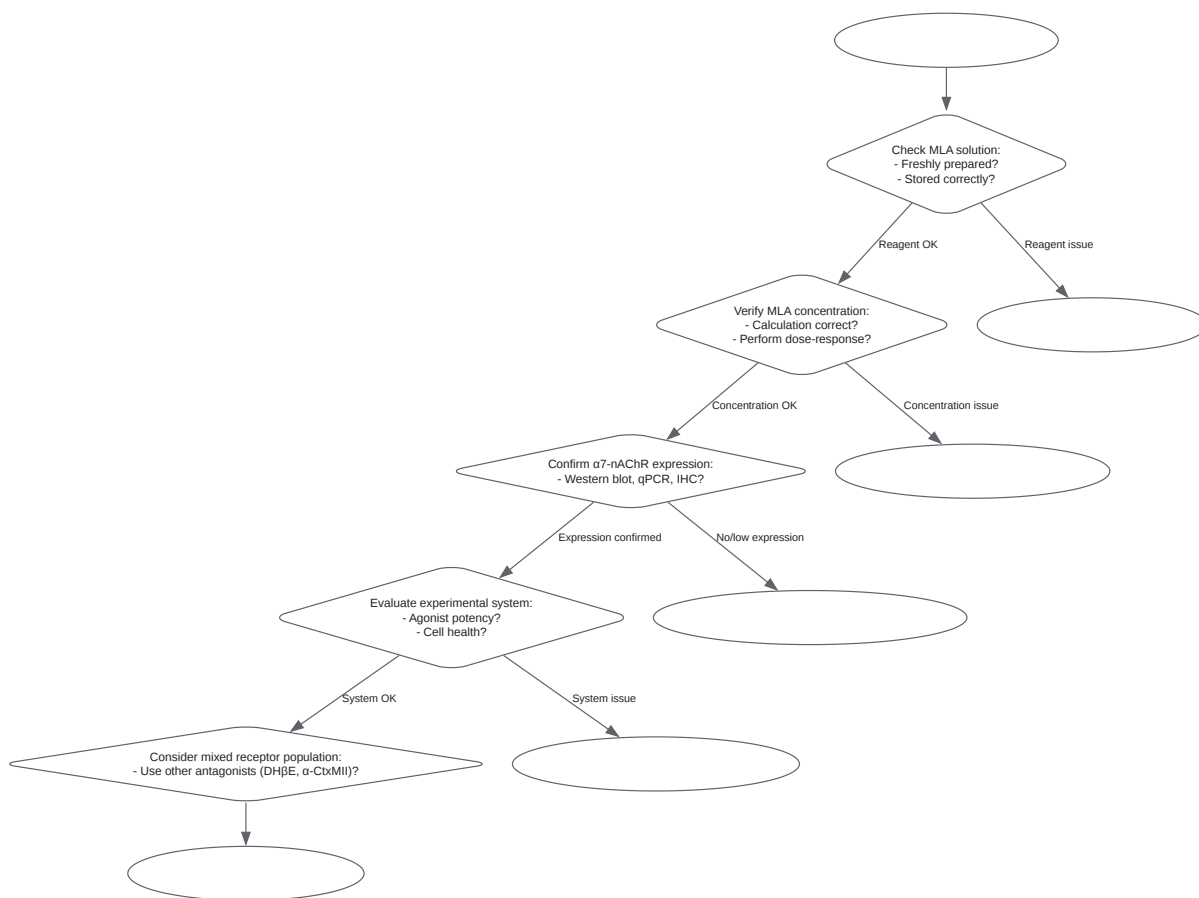 Check MLA solution:
- Freshly prepared?
- Stored correctly?
Reagent OK
Reagent issue
Verify MLA concentration:
- Calculation correct?
- Perform dose-response?
Concentration OK
Concentration issue
Confirm α7-nAChR expression:
- Western blot, qPCR, IHC?
Expression confirmed
No/low expression
Evaluate experimental system:
- Agonist potency?
- Cell health?
System OK
System issue
Consider mixed receptor population:
- Use other antagonists (DHβE, α-CtxMII)?